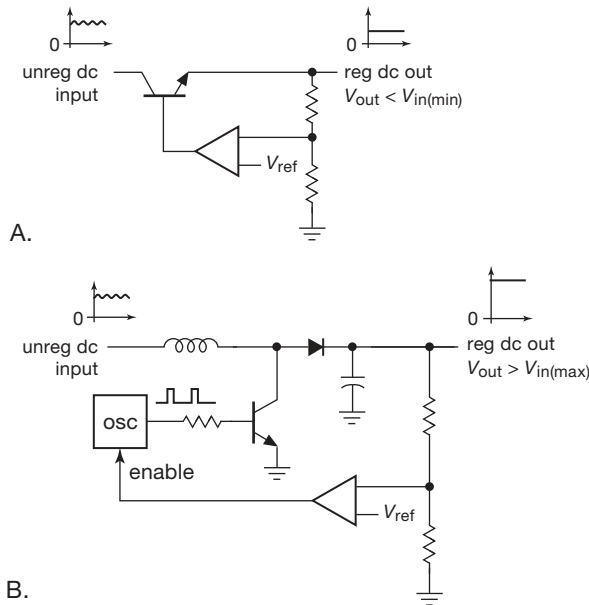 0
0
unreg dc
input
reg dc out
Vout < Vin(min)
Vref
A.
0
0
unreg dc
input
reg dc out
Vout > Vin(max)
osc
enable
Vref
B.